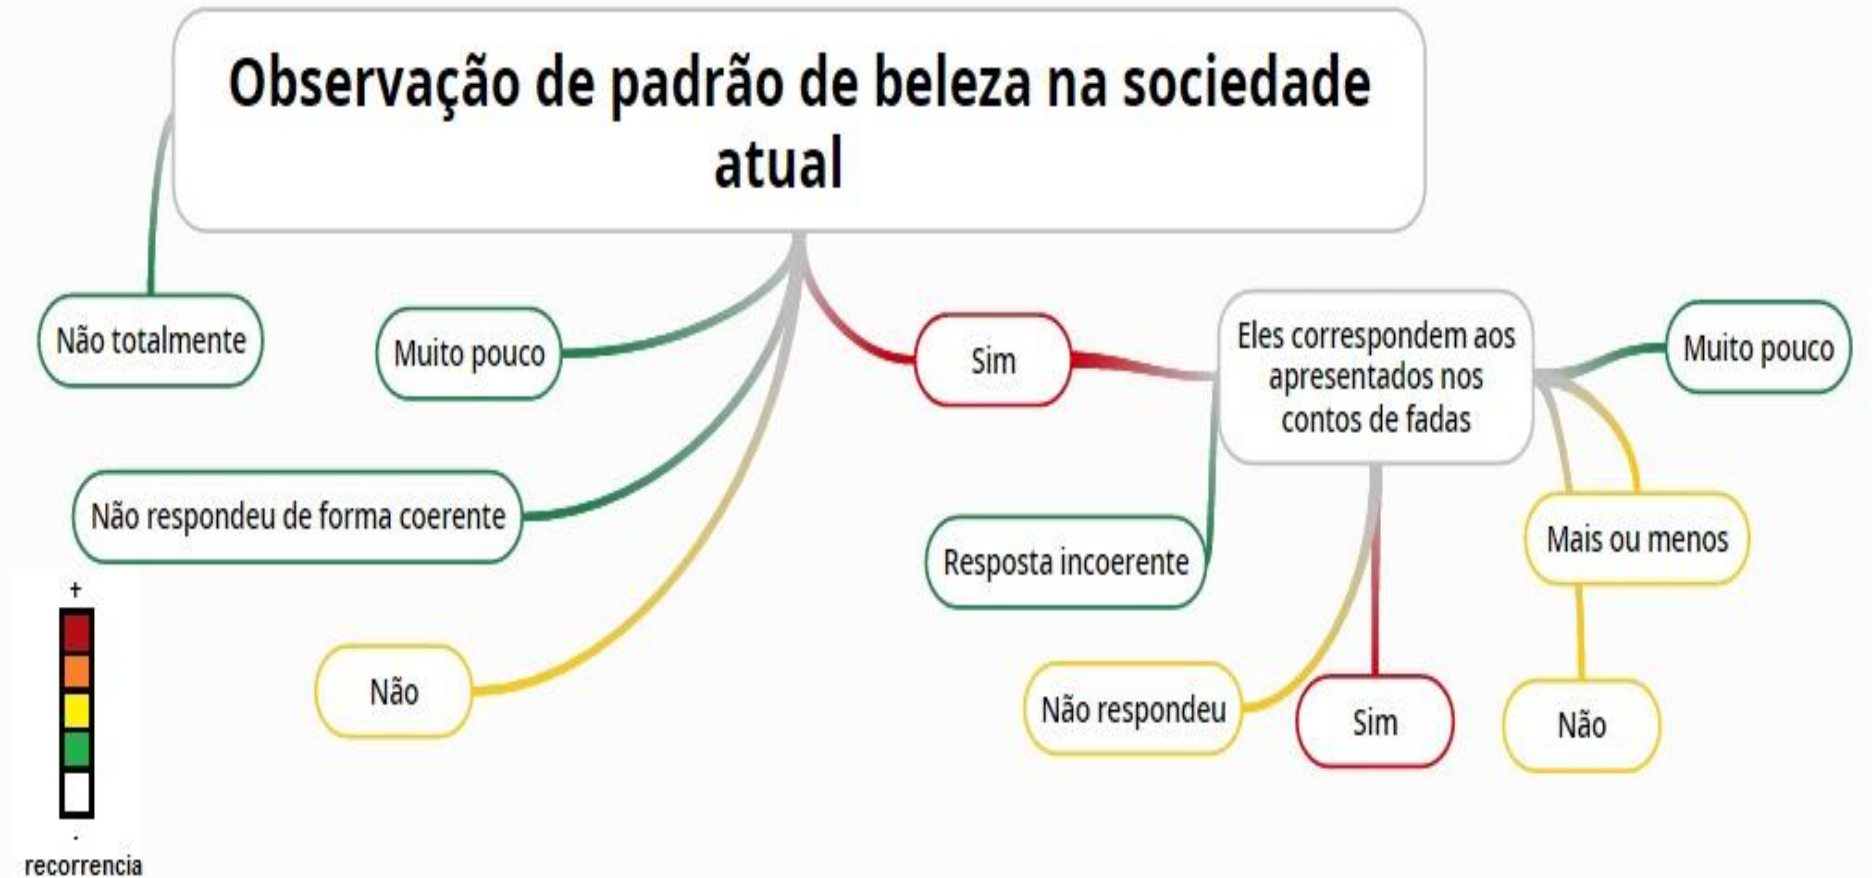 Observação de padrão de beleza na sociedade
atual
Não totalmente
Muito pouco
Sim
Eles correspondem aos
apresentados nos
contos de fadas
Muito pouco
Não respondeu de forma coerente
Resposta incoerente
Mais ou menos
Não
Não respondeu
Sim
Não
+
-
recorrencia